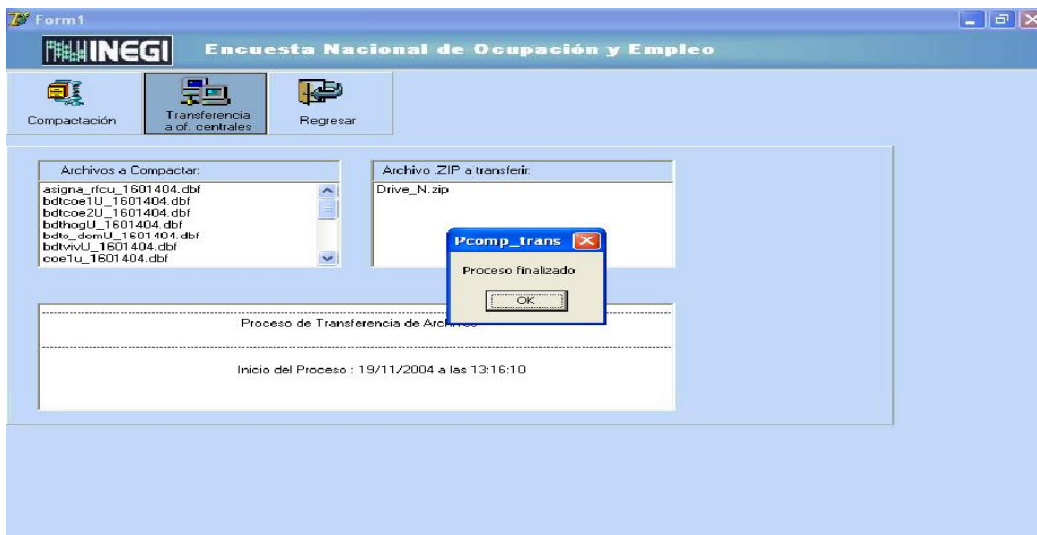 Form1
INEGI
Encuesta Nacional de Ocupación y Empleo
Compactación
Transferencia
a of. centrales
Regresar
Archivos a Compactar:
asigna_rfcu_1601404.dbf
bdtcoe1U_1601404.dbf
bdtcoe2U_1601404.dbf
bdthogU_1601404.dbf
bdto_domU_1601404.dbf
bdtvivU_1601404.dbf
coe1u_1601404.dbf
Archivo .ZIP a transferir:
Drive_N.zip
Pcomp_trans
Proceso finalizado
OK
Proceso de Transferencia de Archivos
Inicio del Proceso : 19/11/2004 a las 13:16:10